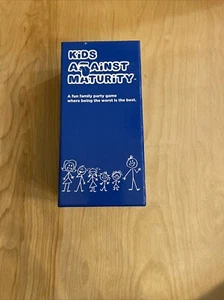 KiDS
AGAiNST
MATURiTY
A fun family party game
where being the worst is the best.